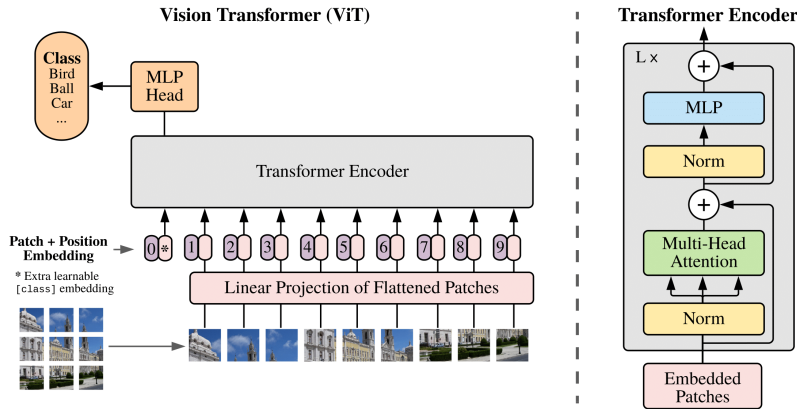 Vision Transformer (ViT)
Class
Bird
Ball
Car
...
MLP
Head
Transformer Encoder
Patch + Position
Embedding
0 * 1 2 3 4 5 6 7 8 9
* Extra learnable
[class] embedding
Linear Projection of Flattened Patches
Transformer Encoder
L ×
+
MLP
Norm
+
Multi-Head
Attention
Norm
Embedded
Patches